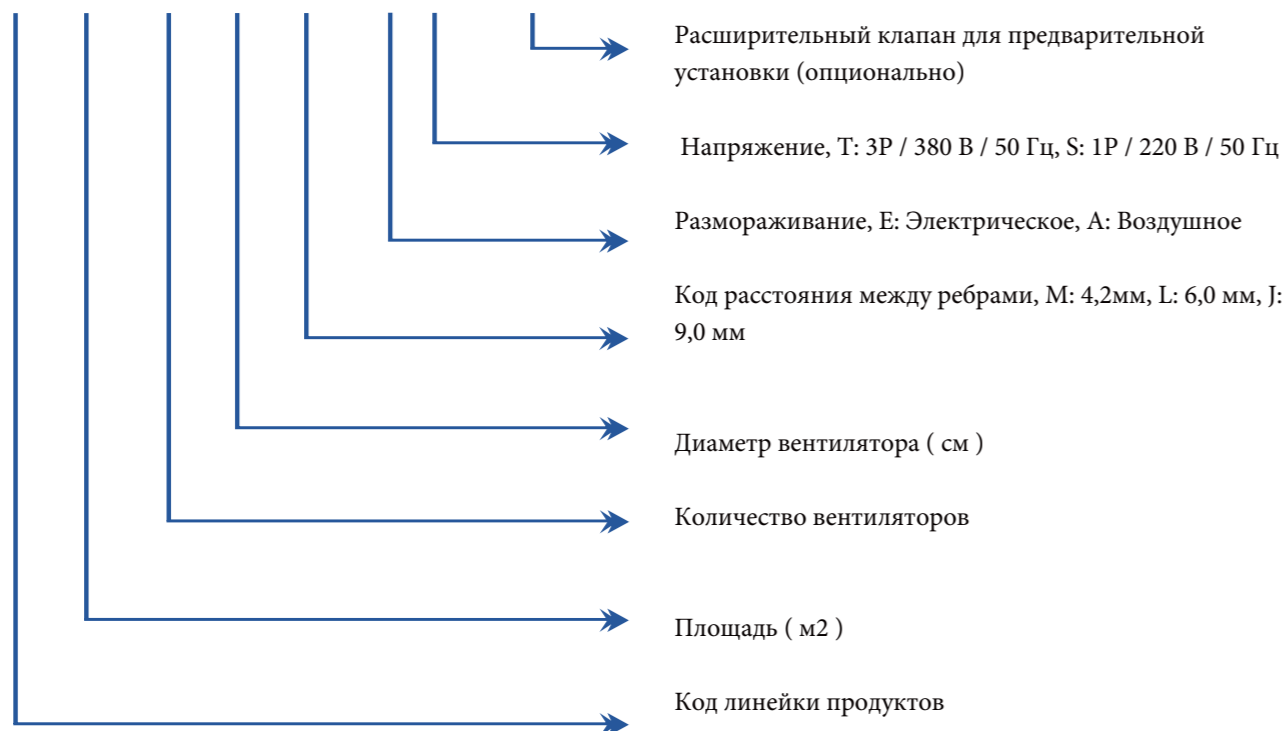 Расширительный клапан для предварительной
установки (опционально)
Напряжение, T: 3P / 380 В / 50 Гц, S: 1P / 220 В / 50 Гц
Размораживание, E: Электрическое, A: Воздушное
Код расстояния между ребрами, M: 4,2мм, L: 6,0 мм, J:
9,0 мм
Диаметр вентилятора ( см )
Количество вентиляторов
Площадь ( м2 )
Код линейки продуктов